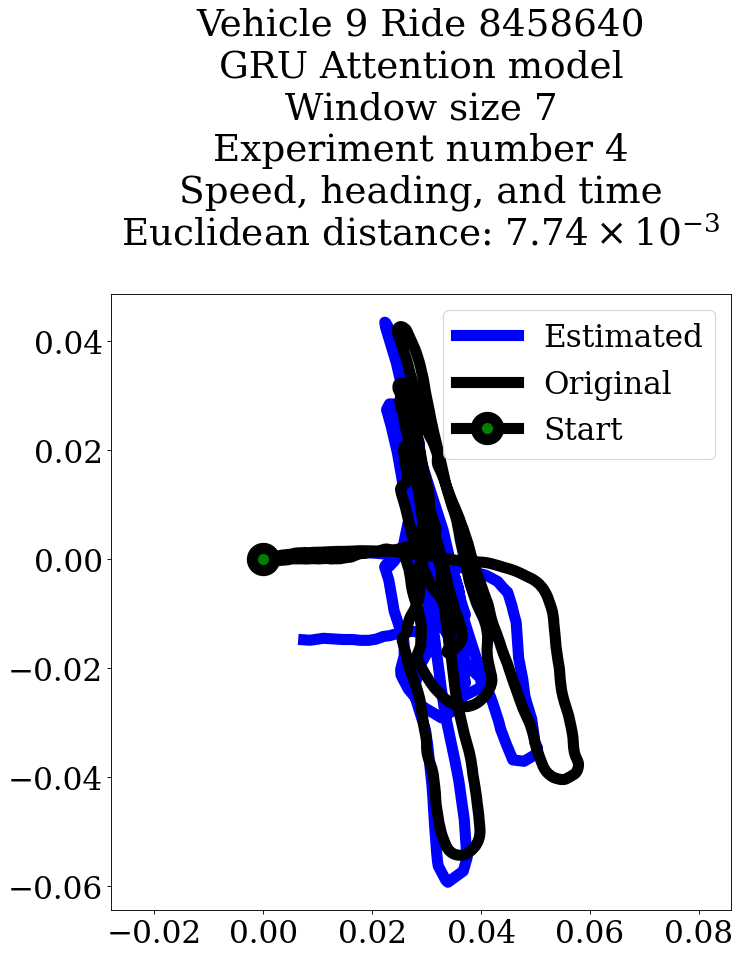 Vehicle 9 Ride 8458640
GRU Attention model
Window size 7
Experiment number 4
Speed, heading, and time
Euclidean distance: 7.74 × 10⁻³
Estimated
Original
Start
0.04
0.02
0.00
−0.02
−0.04
−0.06
−0.02 0.00 0.02 0.04 0.06 0.08